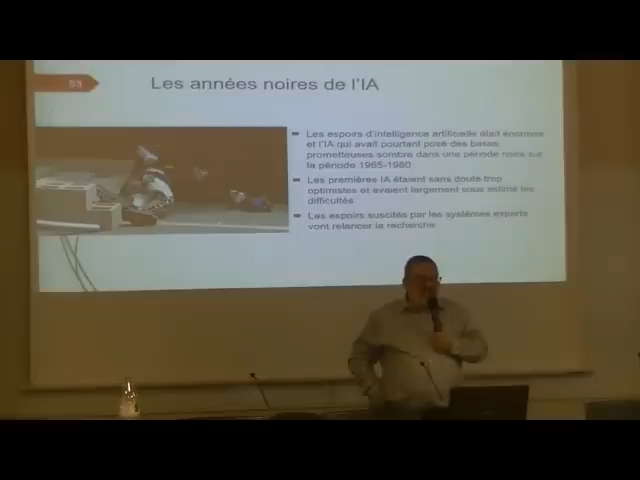 53
Les années noires de l'IA
Les espoirs d'intelligence artificielle était énormes
et l'IA qui avait pourtant posé des bases
prometteuses sombre dans une période noire sur
la période 1965-1980
Les premières IA étaient sans doute trop
optimistes et avaient largement sous estimé les
difficultés
Les espoirs suscités par les systèmes experts
vont relancer la recherche